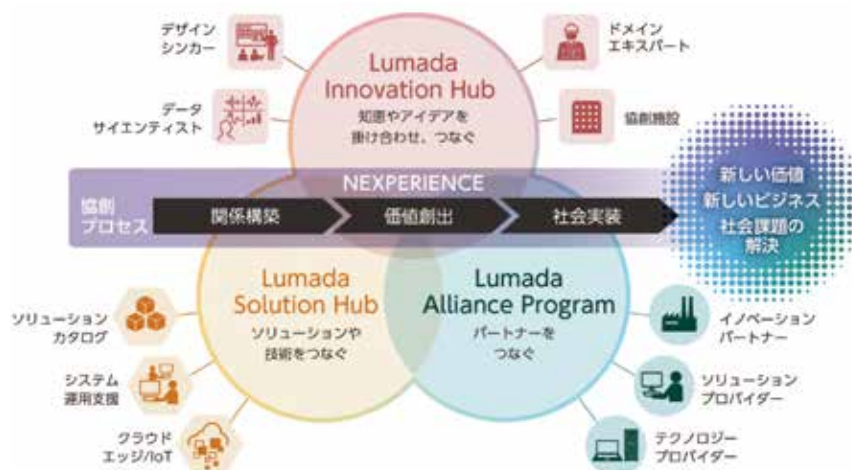 デザイン
シンカー
データ
サイエンティスト
Lumada
Innovation Hub
知恵やアイデアを
掛け合わせ、つなぐ
ドメイン
エキスパート
協創施設
NEXPERIENCE
協創
プロセス
関係構築
価値創出
社会実装
新しい価値
新しいビジネス
社会課題の
解決
Lumada
Solution Hub
ソリューションや
技術をつなぐ
Lumada
Alliance Program
パートナーを
つなぐ
ソリューション
カタログ
システム
運用支援
クラウド
エッジ/IoT
イノベーション
パートナー
ソリューション
プロバイダー
テクノロジー
プロバイダー